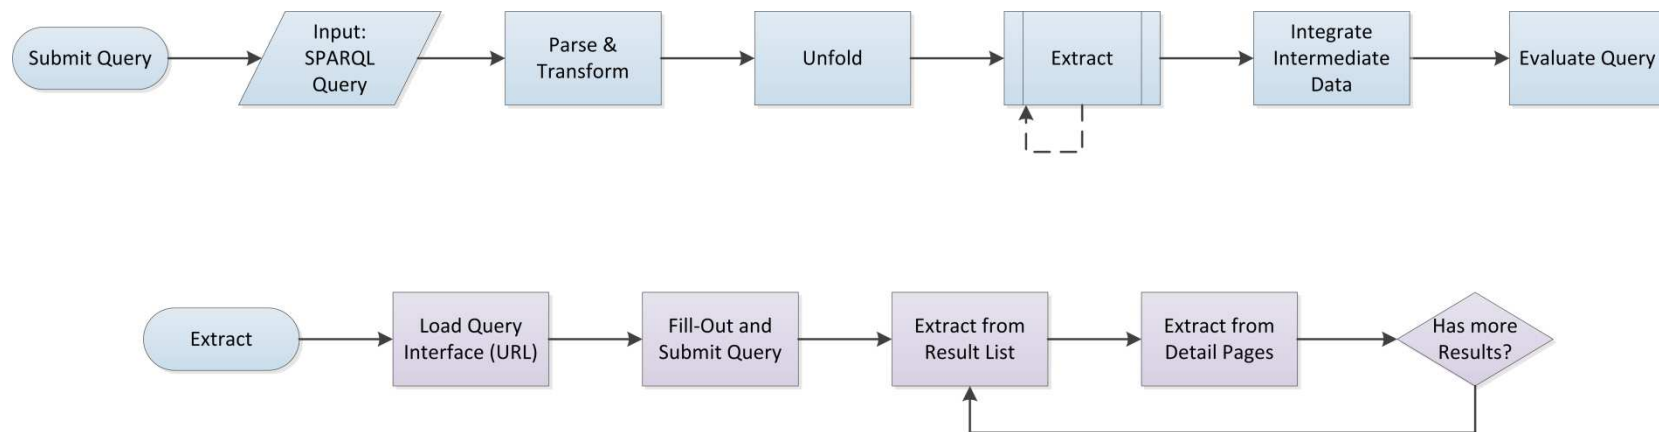 Submit Query
Input:
SPARQL
Query
Parse &
Transform
Unfold
Extract
Integrate
Intermediate
Data
Evaluate Query
Extract
Load Query
Interface (URL)
Fill-Out and
Submit Query
Extract from
Result List
Extract from
Detail Pages
Has more
Results?